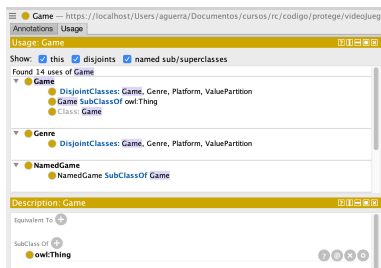 Game — https://localhost/Users/aguerra/Documentos/cursos/rc/codigo/protege/videoJueg
Annotations Usage
Usage: Game
Show: this disjoints named sub/superclasses
Found 14 uses of Game
Game
DisjointClasses: Game, Genre, Platform, ValuePartition
Game SubClassOf owl:Thing
Class: Game
Genre
DisjointClasses: Game, Genre, Platform, ValuePartition
NamedGame
NamedGame SubClassOf Game
Description: Game
Equivalent To
SubClass Of
owl:Thing